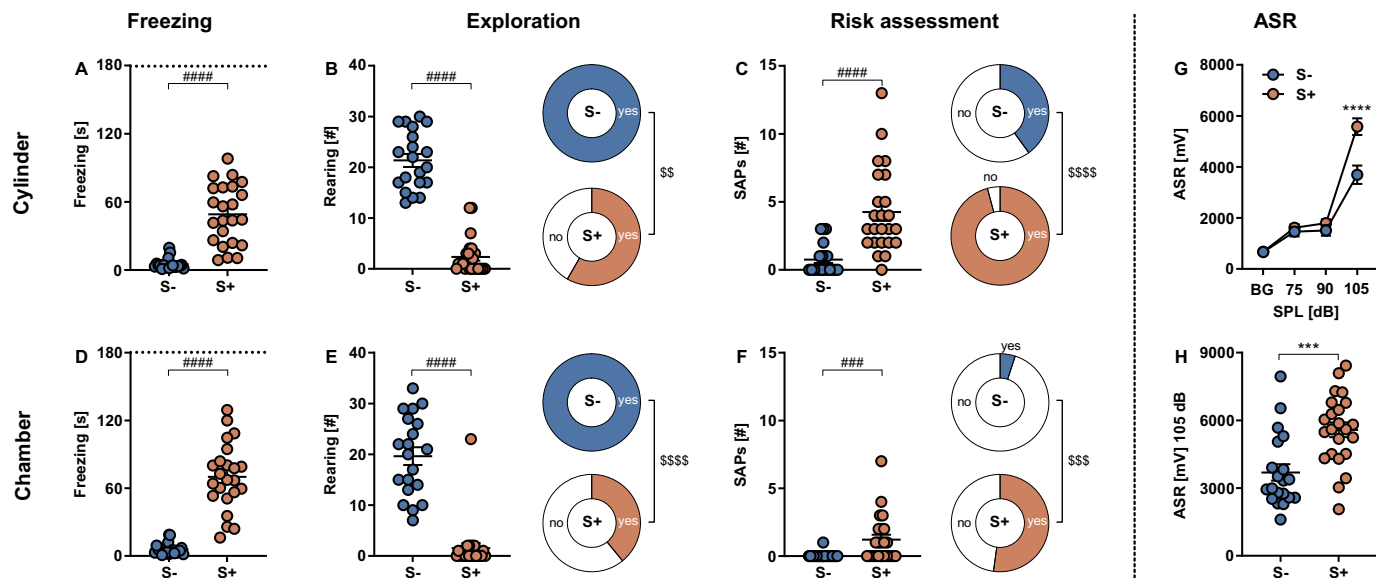 Freezing Exploration Risk assessment ASR
Cylinder
A
180
120
60
0
Freezing [s]
####
S- S+
B
40
30
20
10
0
Rearing [#]
####
S- S+
S-
yes
$$
S+
yes
no
C
15
10
5
0
SAPs [#]
####
S- S+
S-
yes
no
$$$$
no
S+
yes
G
S-
S+
8000
6000
4000
2000
0
ASR [mV]
****
BG 75 90 105
SPL [dB]
Chamber
D
180
120
60
0
Freezing [s]
####
S- S+
E
40
30
20
10
0
Rearing [#]
####
S- S+
S-
yes
$$$$
S+
yes
no
F
15
10
5
0
SAPs [#]
###
S- S+
yes
S-
no
$$$
S+
yes
no
H
9000
6000
3000
0
ASR [mV] 105 dB
***
S- S+